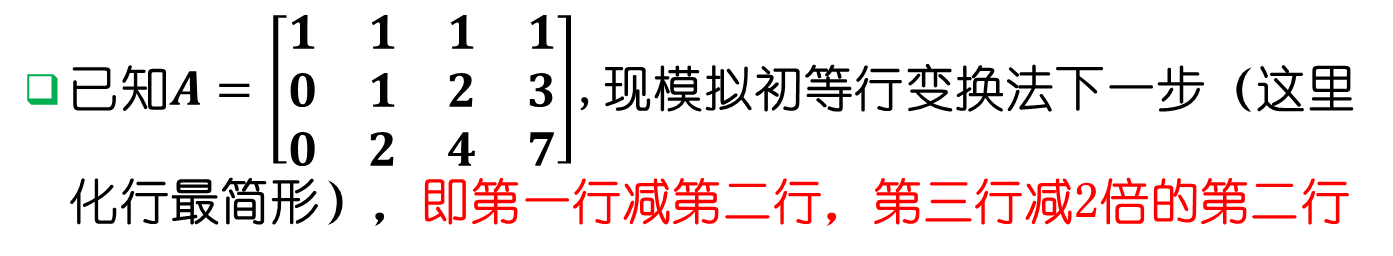 已知A = [1 1 1 1
0 1 2 3
0 2 4 7], 现模拟初等行变换法下一步（这里
化行最简形），即第一行减第二行，第三行减2倍的第二行